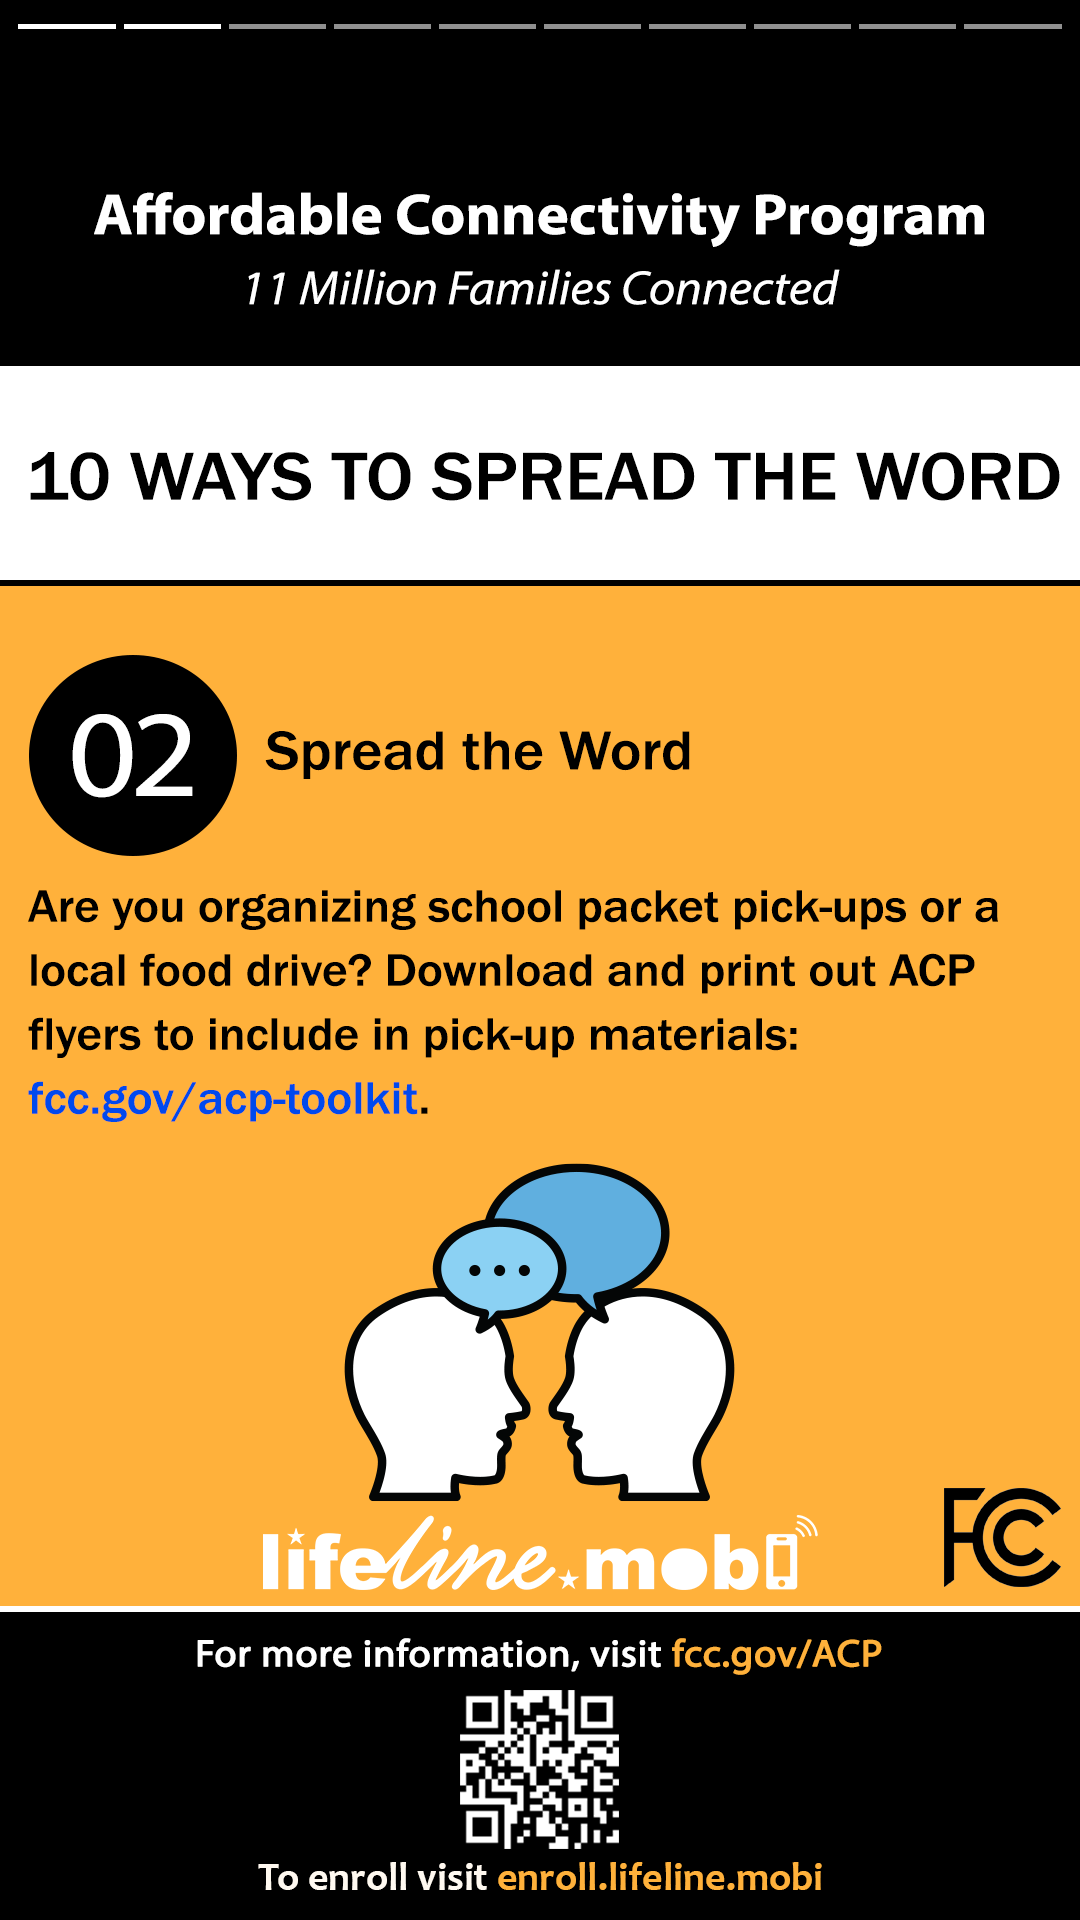 Affordable Connectivity Program
11 Million Families Connected
10 WAYS TO SPREAD THE WORD
02
Spread the Word
Are you organizing school packet pick-ups or a
local food drive? Download and print out ACP
flyers to include in pick-up materials:
fcc.gov/acp-toolkit.
lifeline.mobi
FCC
For more information, visit fcc.gov/ACP
To enroll visit enroll.lifeline.mobi